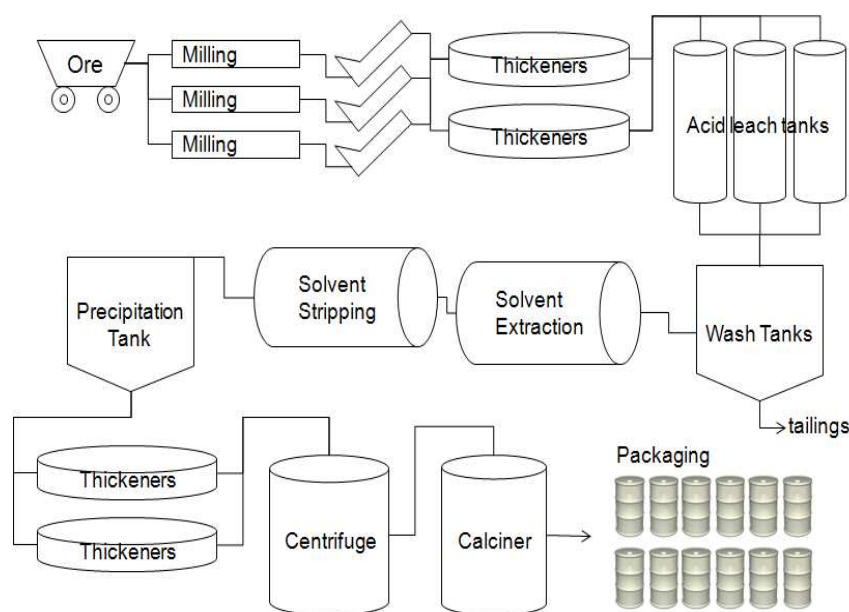 Ore
Milling
Milling
Milling
Thickeners
Thickeners
Acid leach tanks
Precipitation
Tank
Solvent
Stripping
Solvent
Extraction
Wash Tanks
tailings
Thickeners
Thickeners
Centrifuge
Calciner
Packaging